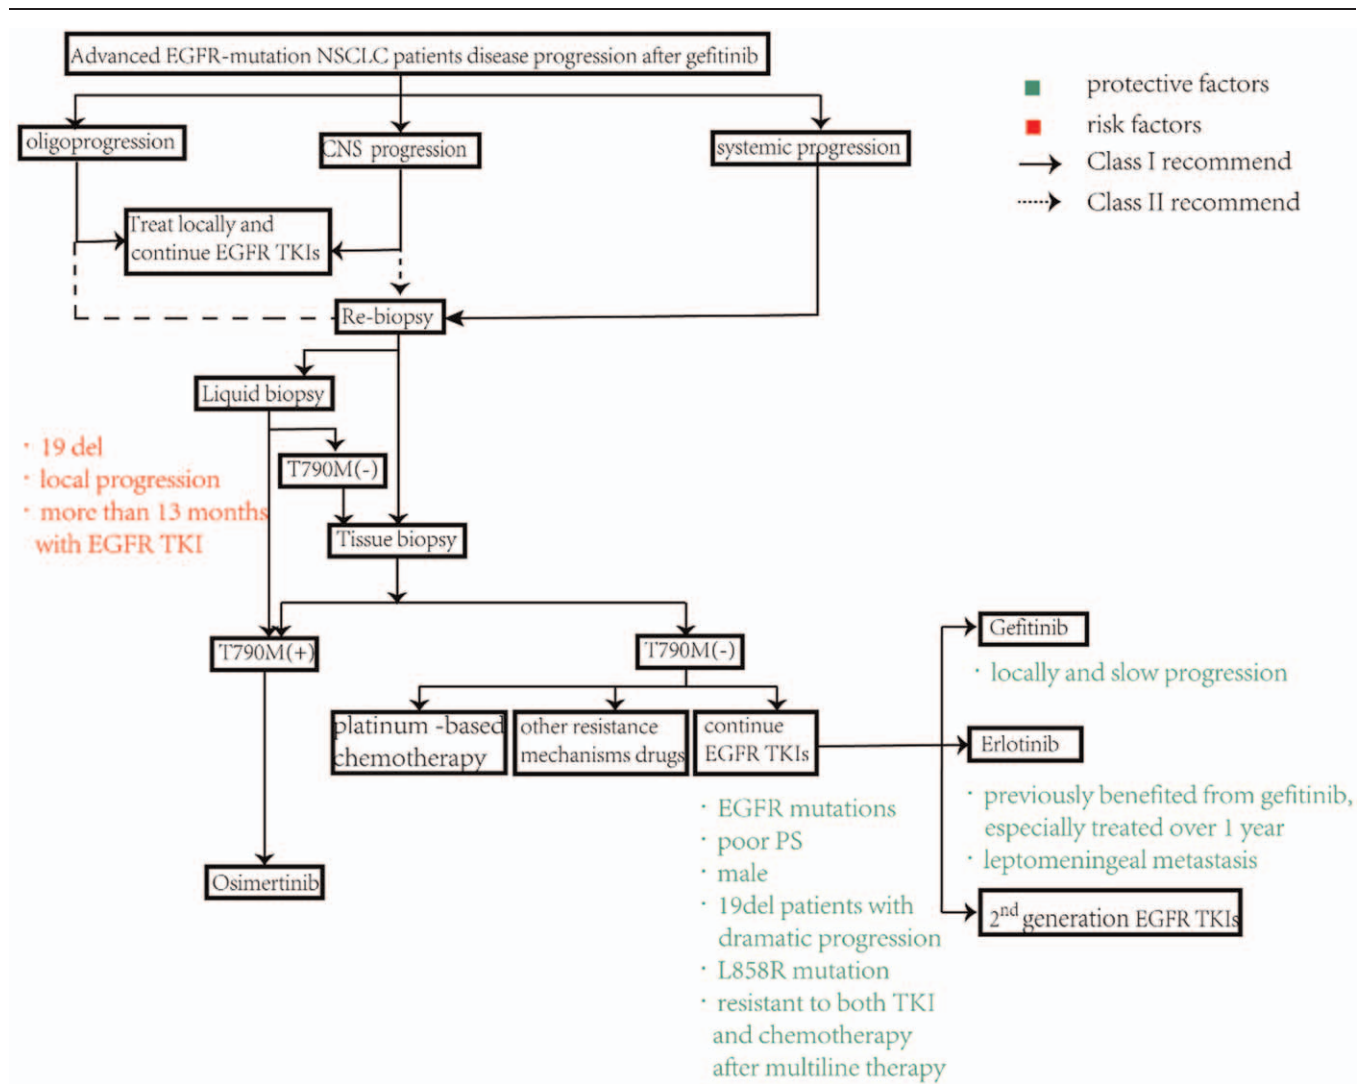 Advanced EGFR-mutation NSCLC patients disease progression after gefitinib
protective factors
risk factors
Class I recommend
Class II recommend
oligoprogression
CNS progression
systemic progression
Treat locally and
continue EGFR TKIs
Re-biopsy
Liquid biopsy
· 19 del
· local progression
· more than 13 months
with EGFR TKI
T790M(-)
Tissue biopsy
T790M(+)
T790M(-)
platinum -based
chemotherapy
other resistance
mechanisms drugs
continue
EGFR TKIs
Gefitinib
· locally and slow progression
Erlotinib
· previously benefited from gefitinib,
especially treated over 1 year
· leptomeningeal metastasis
2nd generation EGFR TKIs
· EGFR mutations
· poor PS
· male
· 19del patients with
dramatic progression
· L858R mutation
· resistant to both TKI
and chemotherapy
after multiline therapy
Osimertinib